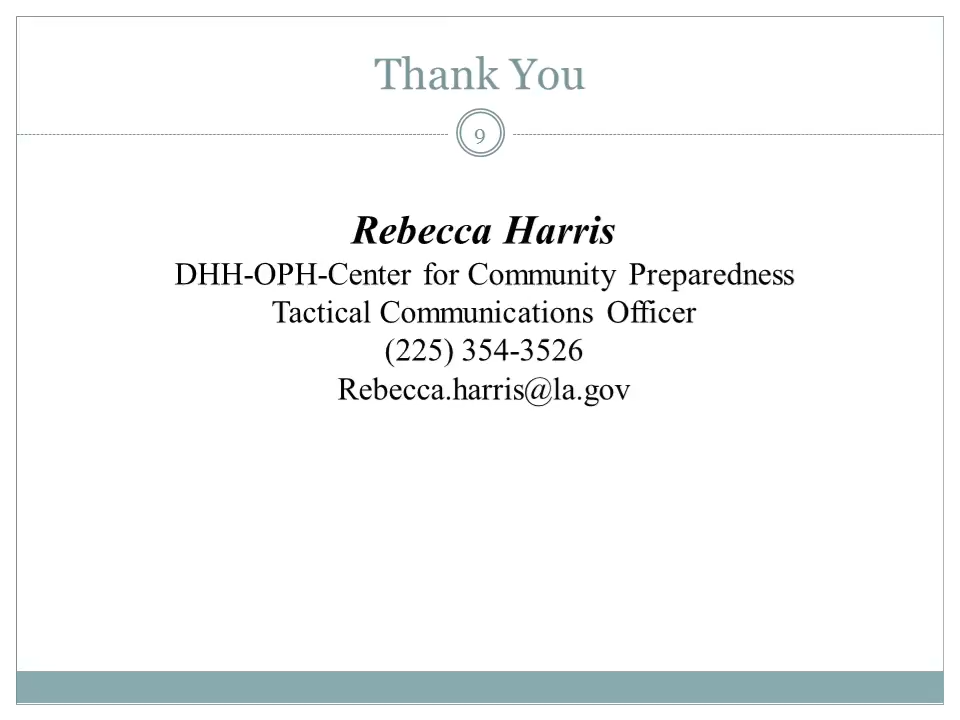 Thank You
9
Rebecca Harris
DHH-OPH-Center for Community Preparedness
Tactical Communications Officer
(225) 354-3526
Rebecca.harris@la.gov